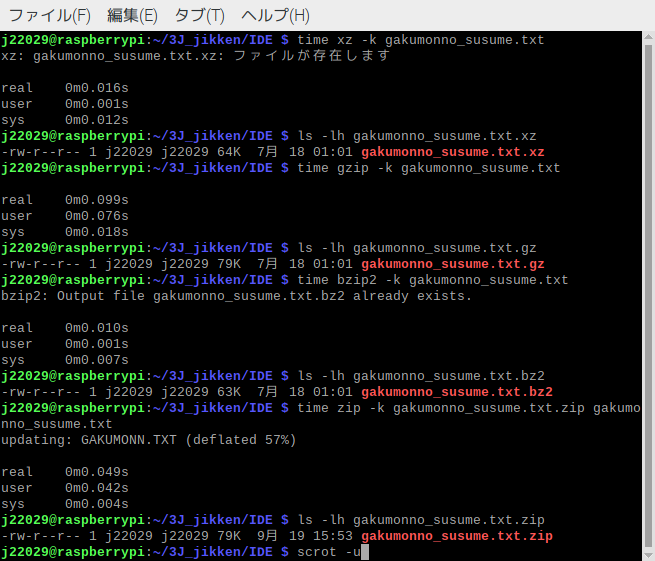 ファイル(F) 編集(E) タブ(T) ヘルプ(H)
j22029@raspberrypi:~/3J_jikken/IDE $ time xz -k gakumonno_susume.txt
xz: gakumonno_susume.txt.xz: ファイルが存在します
real 0m0.016s
user 0m0.001s
sys 0m0.012s
j22029@raspberrypi:~/3J_jikken/IDE $ ls -lh gakumonno_susume.txt.xz
-rw-r--r-- 1 j22029 j22029 64K 7月 18 01:01 gakumonno_susume.txt.xz
j22029@raspberrypi:~/3J_jikken/IDE $ time gzip -k gakumonno_susume.txt
real 0m0.099s
user 0m0.076s
sys 0m0.018s
j22029@raspberrypi:~/3J_jikken/IDE $ ls -lh gakumonno_susume.txt.gz
-rw-r--r-- 1 j22029 j22029 79K 7月 18 01:01 gakumonno_susume.txt.gz
j22029@raspberrypi:~/3J_jikken/IDE $ time bzip2 -k gakumonno_susume.txt
bzip2: Output file gakumonno_susume.txt.bz2 already exists.
real 0m0.010s
user 0m0.001s
sys 0m0.007s
j22029@raspberrypi:~/3J_jikken/IDE $ ls -lh gakumonno_susume.txt.bz2
-rw-r--r-- 1 j22029 j22029 63K 7月 18 01:01 gakumonno_susume.txt.bz2
j22029@raspberrypi:~/3J_jikken/IDE $ time zip -k gakumonno_susume.txt.zip gakumo
nno_susume.txt
updating: GAKUMONN.TXT (deflated 57%)
real 0m0.049s
user 0m0.042s
sys 0m0.004s
j22029@raspberrypi:~/3J_jikken/IDE $ ls -lh gakumonno_susume.txt.zip
-rw-r--r-- 1 j22029 j22029 79K 9月 19 15:53 gakumonno_susume.txt.zip
j22029@raspberrypi:~/3J_jikken/IDE $ scrot -u